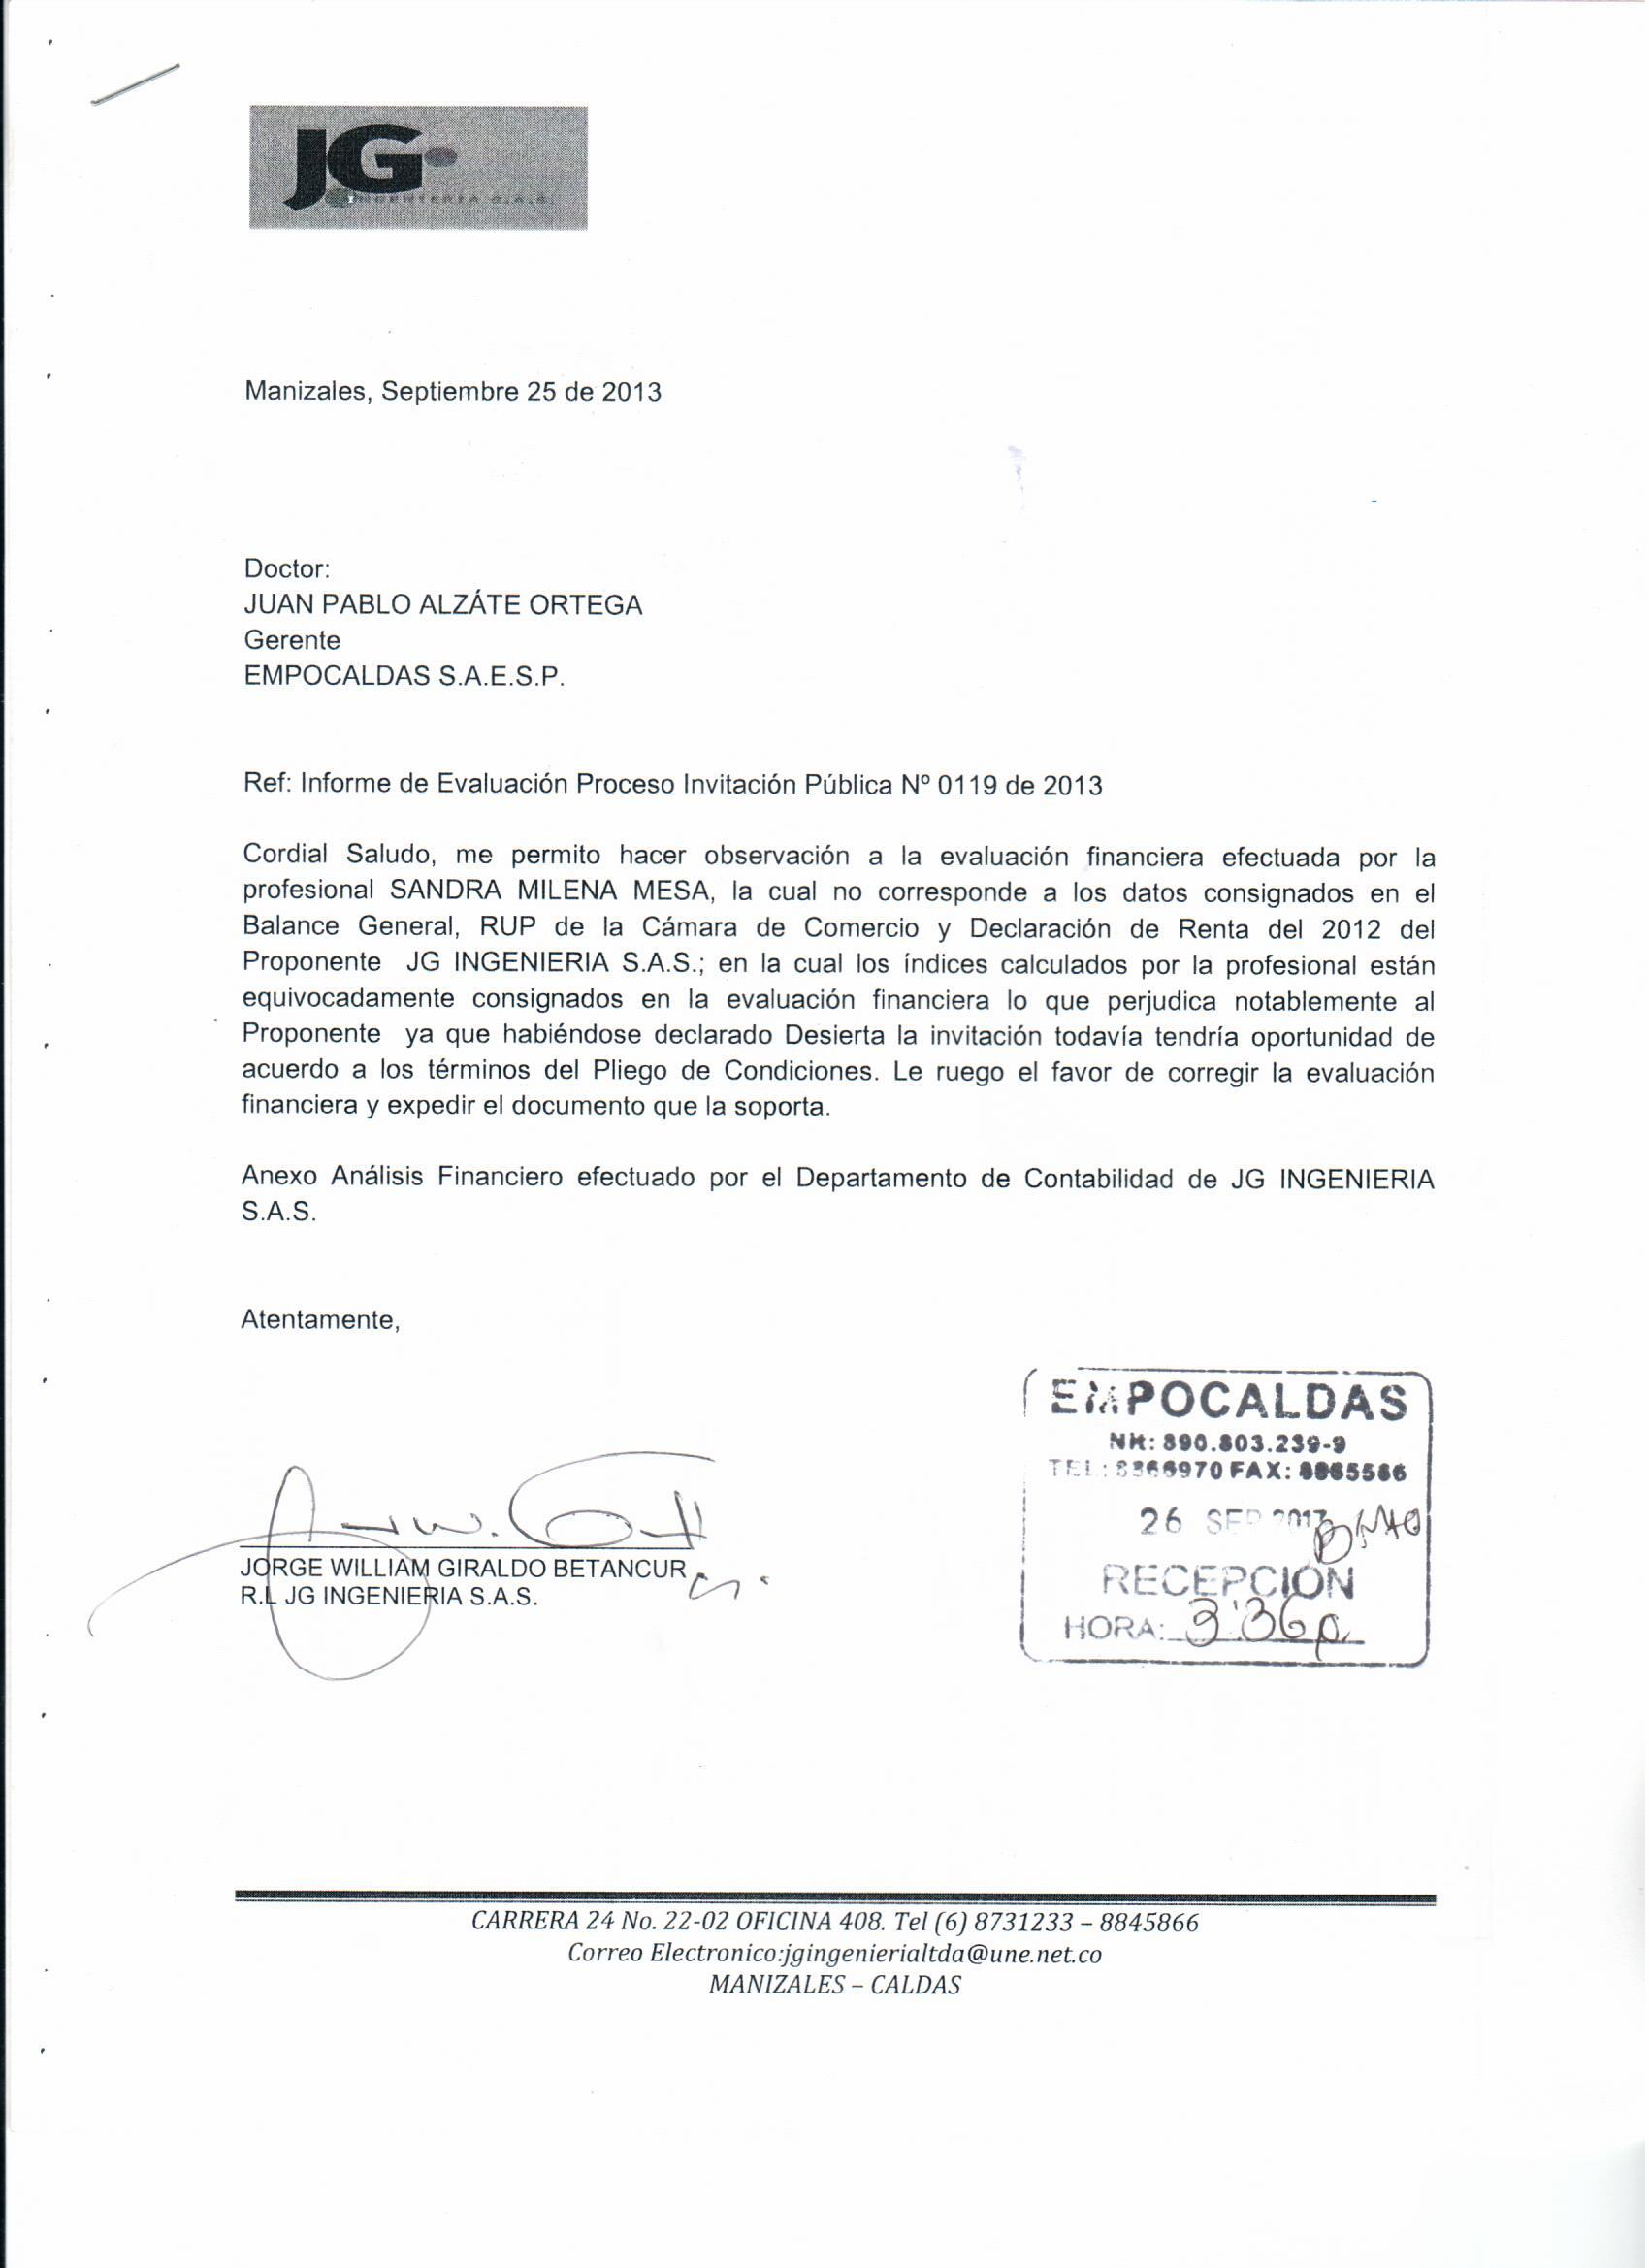 JG
INGENIERIA S.A.S.
Manizales, Septiembre 25 de 2013
Doctor:
JUAN PABLO ALZÁTE ORTEGA
Gerente
EMPOCALDAS S.A.E.S.P.
Ref: Informe de Evaluación Proceso Invitación Pública Nº 0119 de 2013
Cordial Saludo, me permito hacer observación a la evaluación financiera efectuada por la
profesional SANDRA MILENA MESA, la cual no corresponde a los datos consignados en el
Balance General, RUP de la Cámara de Comercio y Declaración de Renta del 2012 del
Proponente JG INGENIERIA S.A.S.; en la cual los índices calculados por la profesional están
equivocadamente consignados en la evaluación financiera lo que perjudica notablemente al
Proponente ya que habiéndose declarado Desierta la invitación todavía tendría oportunidad de
acuerdo a los términos del Pliego de Condiciones. Le ruego el favor de corregir la evaluación
financiera y expedir el documento que la soporta.
Anexo Análisis Financiero efectuado por el Departamento de Contabilidad de JG INGENIERIA
S.A.S.
Atentamente,
JORGE WILLIAM GIRALDO BETANCUR
R.L JG INGENIERIA S.A.S.
EMPOCALDAS
Nit: 890.803.239-9
TEL: FAX:
26 SEP 2013
RECEPCIÓN
HORA: 3:36 p.
CARRERA 24 No. 22-02 OFICINA 408. Tel (6) 8731233 – 8845866
Correo Electronico:jgingenierialtda@une.net.co
MANIZALES – CALDAS